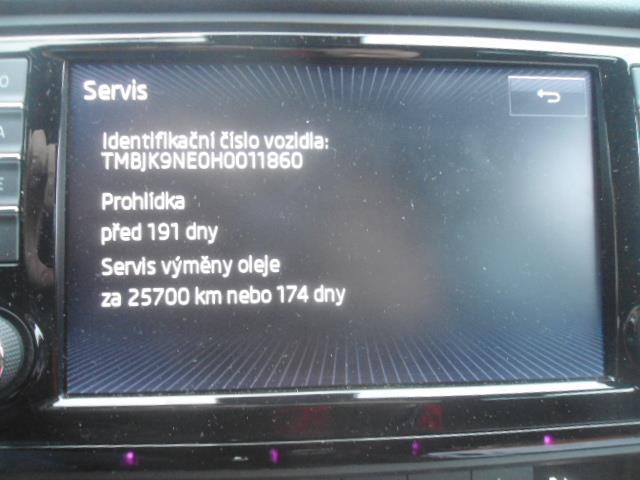 Servis
Identifikační číslo vozidla:
TMBJK9NE0H0011860
Prohlídka
před 191 dny
Servis výměny oleje
za 25700 km nebo 174 dny